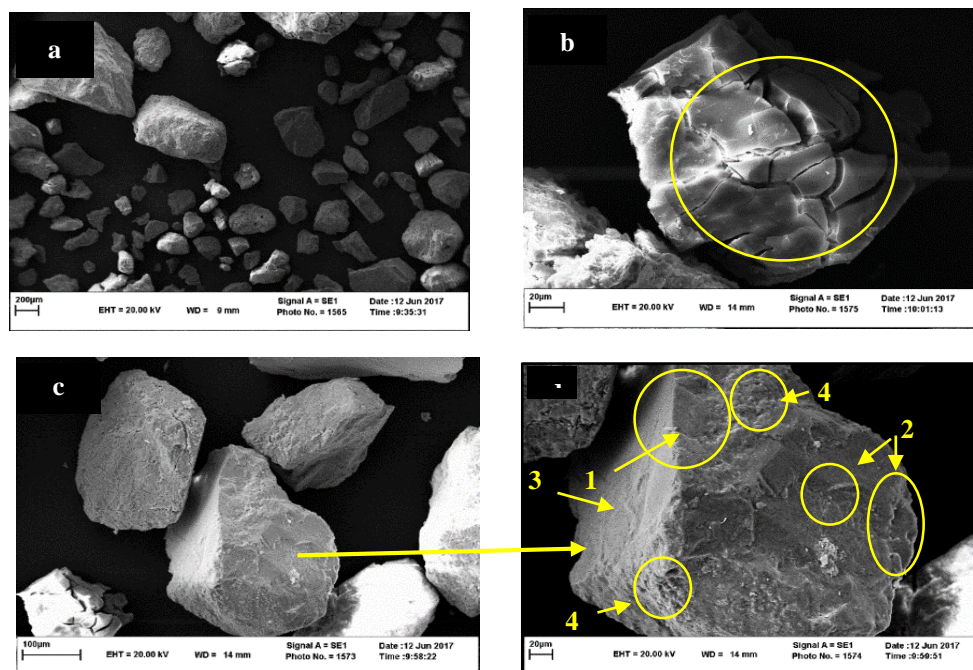 a
200µm
EHT = 20.00 kV
WD = 9 mm
Signal A = SE1
Photo No. = 1565
Date :12 Jun 2017
Time :9:35:31
b
20µm
EHT = 20.00 kV
WD = 14 mm
Signal A = SE1
Photo No. = 1575
Date :12 Jun 2017
Time :10:01:13
c
100µm
EHT = 20.00 kV
WD = 14 mm
Signal A = SE1
Photo No. = 1573
Date :12 Jun 2017
Time :9:58:22
4
2
1
3
4
20µm
EHT = 20.00 kV
WD = 14 mm
Signal A = SE1
Photo No. = 1574
Date :12 Jun 2017
Time :9:59:51